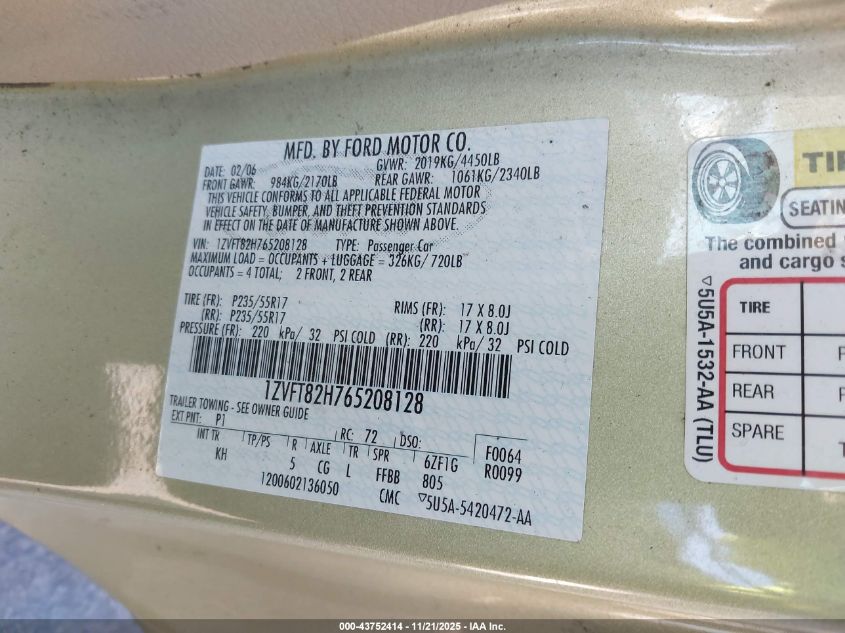 MFD. BY FORD MOTOR CO.
DATE: 02/06 GVWR: 2019KG/4450LB
FRONT GAWR: 984KG/2170LB REAR GAWR: 1061KG/2340LB
THIS VEHICLE CONFORMS TO ALL APPLICABLE FEDERAL MOTOR
VEHICLE SAFETY, BUMPER, AND THEFT PREVENTION STANDARDS
IN EFFECT ON THE DATE OF MANUFACTURE SHOWN ABOVE.
VIN: 1ZVFT82H765208128 TYPE: Passenger Car
MAXIMUM LOAD = OCCUPANTS + LUGGAGE = 326KG/720LB
OCCUPANTS = 4 TOTAL; 2 FRONT, 2 REAR
TIRE (FR): P235/55R17 RIMS (FR): 17 X 8.0J
(RR): P235/55R17 (RR): 17 X 8.0J
PRESSURE (FR): 220 kPa/ 32 PSI COLD (RR): 220 kPa/ 32 PSI COLD
1ZVFT82H765208128
TRAILER TOWING - SEE OWNER GUIDE
EXT PNT: P1 RC: 72 DSO: F0064
INT TR TP/PS R AXLE TR SPR 6ZF1G R0099
KH 5 CG L FFBB 805
1200602136050 CMC ▽5U5A-5420472-AA
TI
SEATIN
The combined
and cargo s
TIRE
FRONT
REAR
SPARE
▽5U5A-1532-AA (TLU)
000-43752414 - 11/21/2025 - IAA Inc.